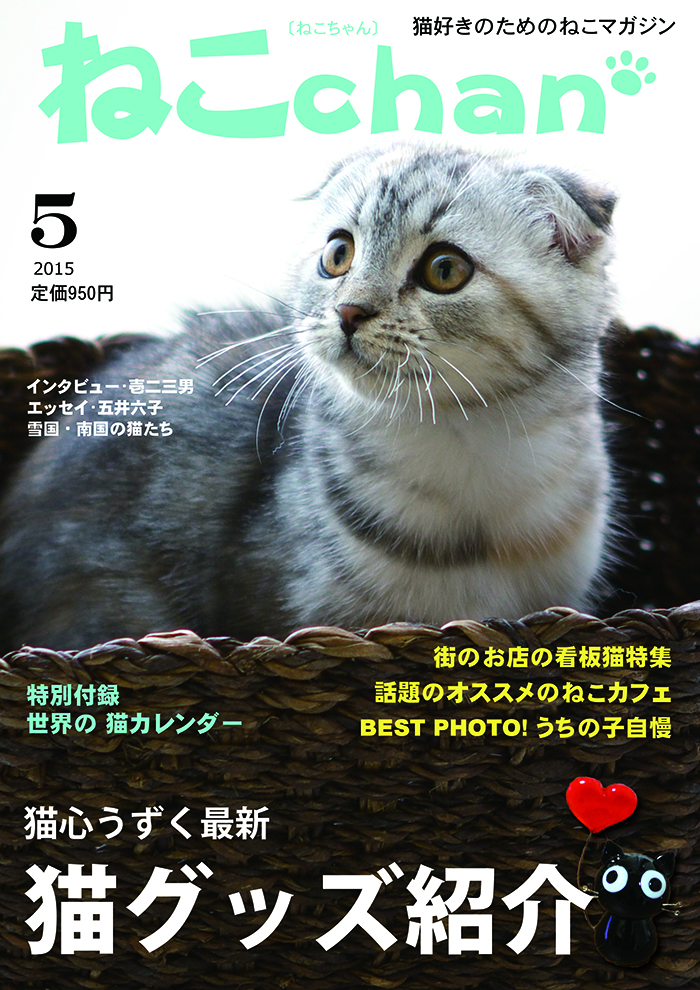 〔ねこちゃん〕
猫好きのためのねこマガジン
ねこchan
5
2015
定価950円
インタビュー・壱二三男
エッセイ・五井六子
雪国・南国の猫たち
街のお店の看板猫特集
話題のオススメのねこカフェ
BEST PHOTO! うちの子自慢
特別付録
世界の 猫カレンダー
猫心うずく最新
猫グッズ紹介